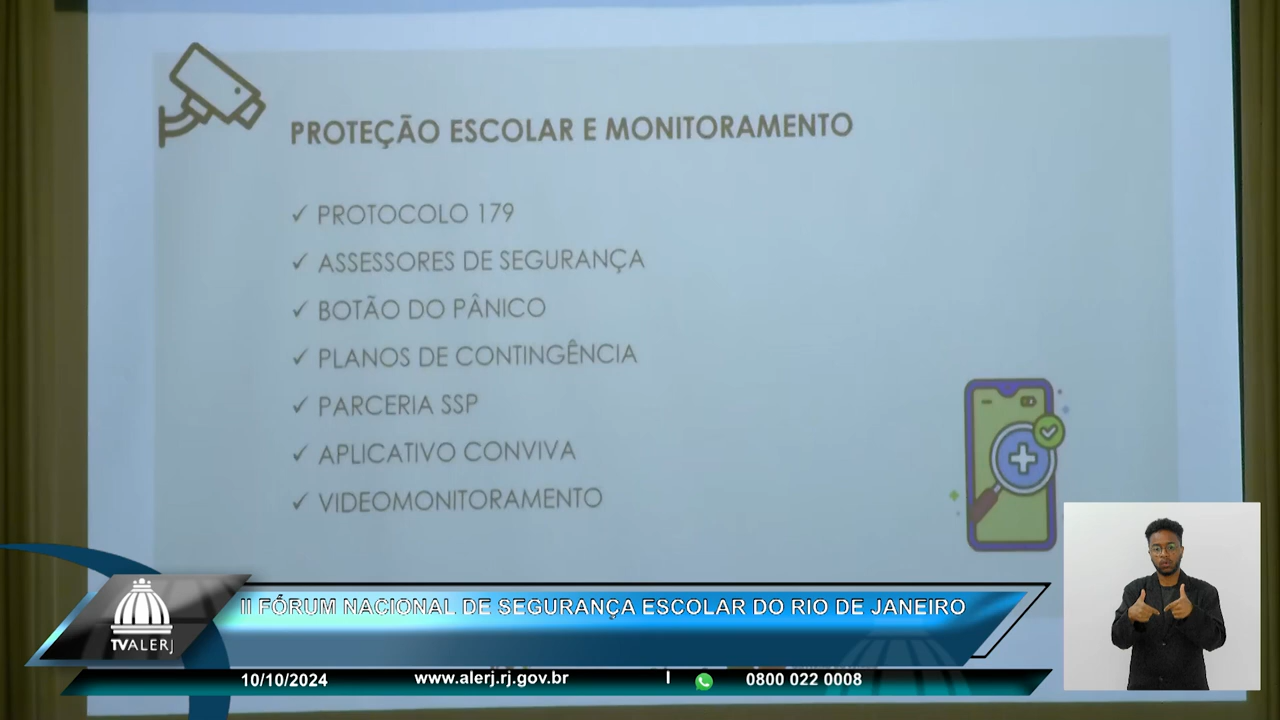 PROTEÇÃO ESCOLAR E MONITORAMENTO
✓ PROTOCOLO 179
✓ ASSESSORES DE SEGURANÇA
✓ BOTÃO DO PÂNICO
✓ PLANOS DE CONTINGÊNCIA
✓ PARCERIA SSP
✓ APLICATIVO CONVIVA
✓ VIDEOMONITORAMENTO
II FÓRUM NACIONAL DE SEGURANÇA ESCOLAR DO RIO DE JANEIRO
TVALERJ
10/10/2024 www.alerj.rj.gov.br | 0800 022 0008